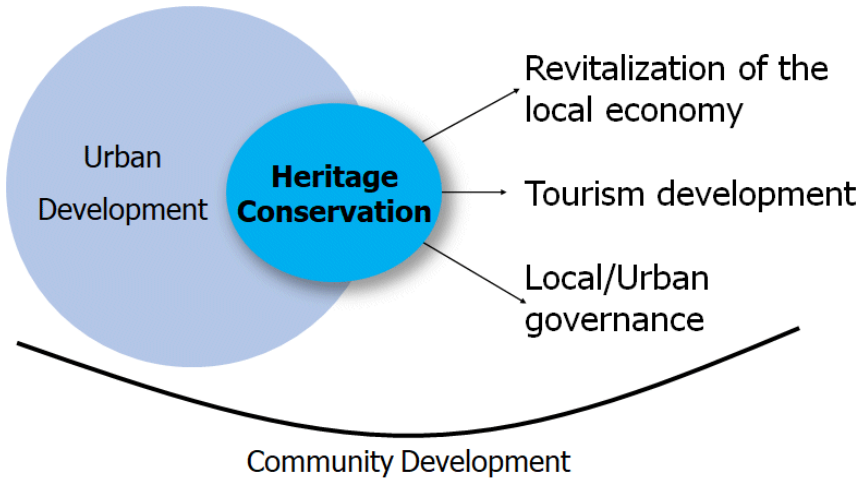 Urban
Development
Heritage
Conservation
Revitalization of the
local economy
Tourism development
Local/Urban
governance
Community Development